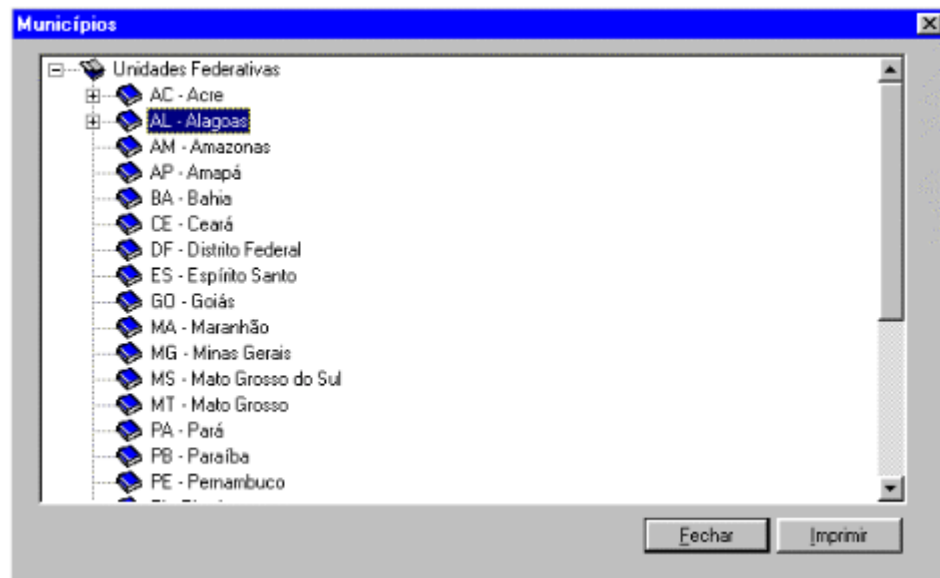 Municípios
Unidades Federativas
AC - Acre
AL - Alagoas
AM - Amazonas
AP - Amapá
BA - Bahia
CE - Ceará
DF - Distrito Federal
ES - Espírito Santo
GO - Goiás
MA - Maranhão
MG - Minas Gerais
MS - Mato Grosso do Sul
MT - Mato Grosso
PA - Pará
PB - Paraíba
PE - Pernambuco
Fechar Imprimir